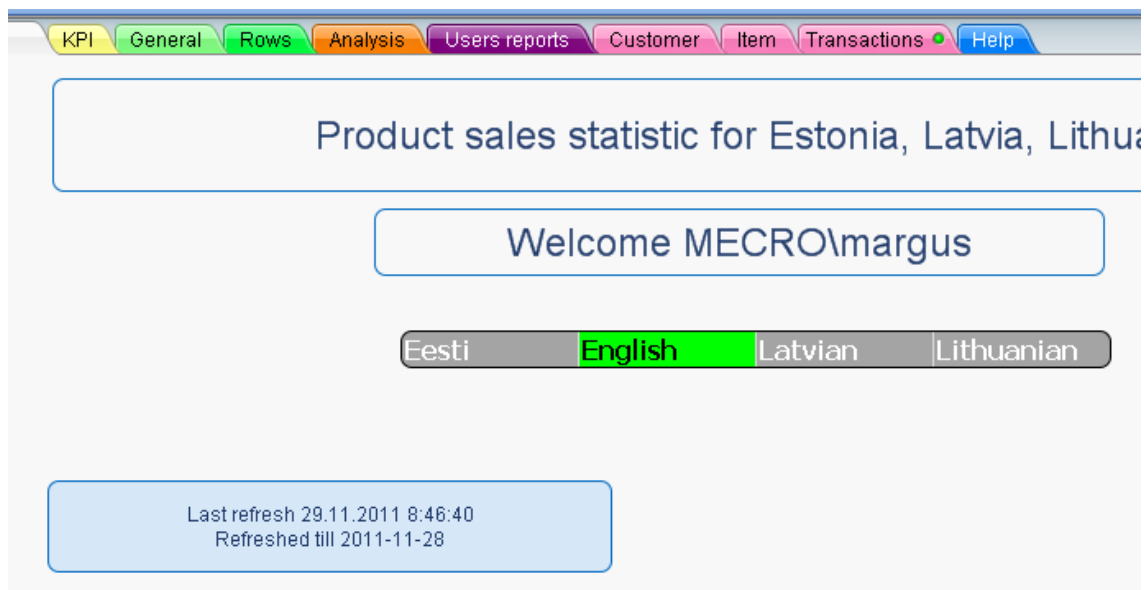 KPI General Rows Analysis Users reports Customer Item Transactions Help
Product sales statistic for Estonia, Latvia,
Welcome MECRO\margus
Eesti English Latvian Lithuanian
Last refresh 29.11.2011 8:46:40
Refreshed till 2011-11-28